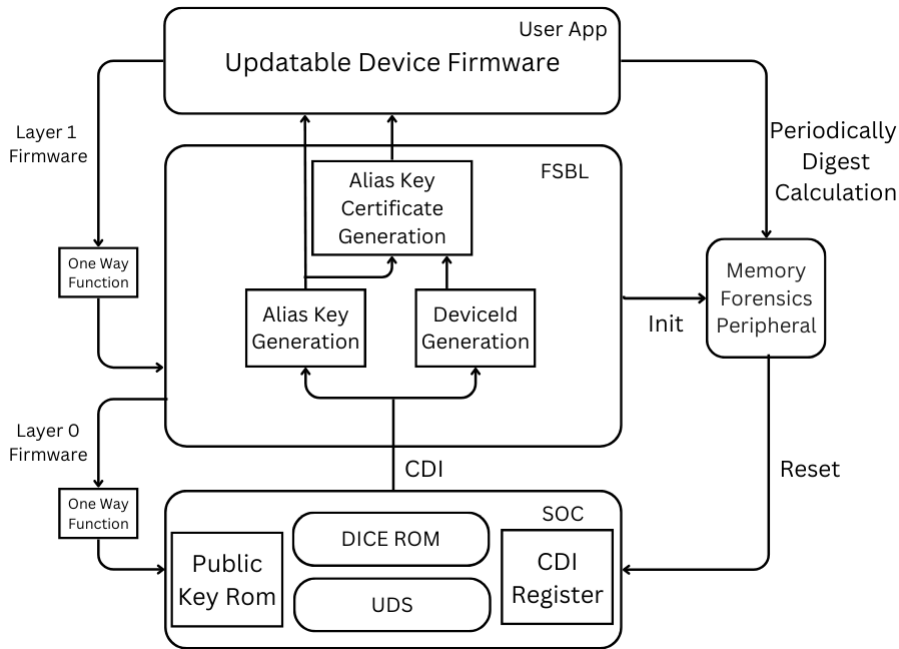 User App
Updatable Device Firmware
Layer 1
Firmware
Periodically
Digest
Calculation
FSBL
Alias Key
Certificate
Generation
One Way
Function
Memory
Forensics
Peripheral
Alias Key
Generation
DeviceId
Generation
Init
Layer 0
Firmware
CDI
Reset
One Way
Function
SOC
Public
Key Rom
DICE ROM
UDS
CDI
Register